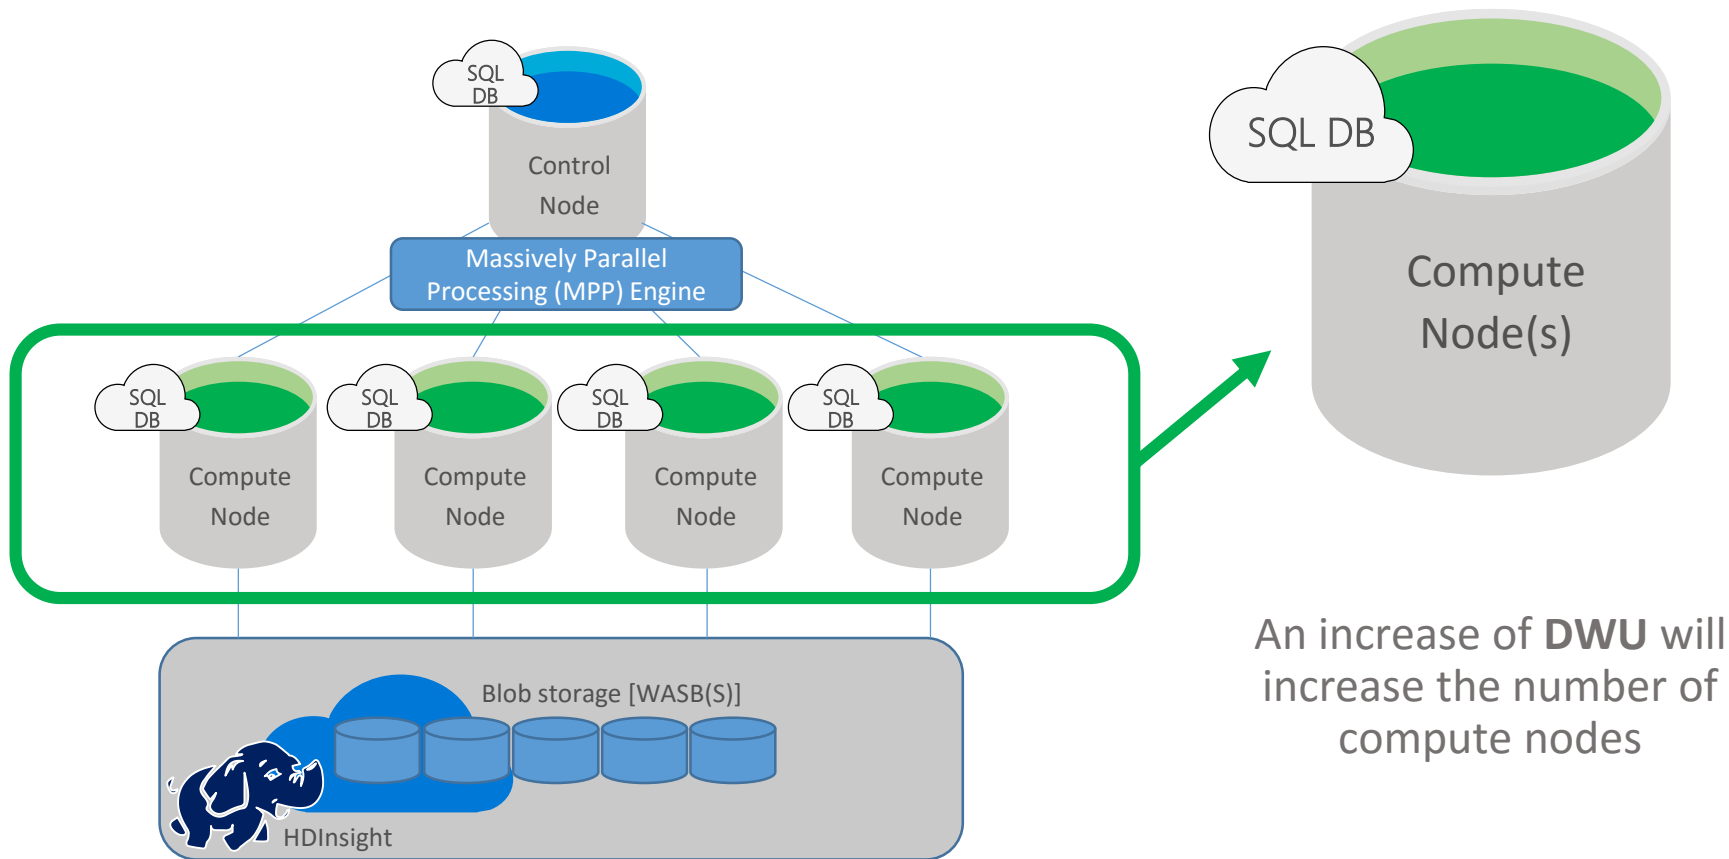 SQL
DB
Control
Node
Massively Parallel
Processing (MPP) Engine
SQL
DB
Compute
Node
SQL
DB
Compute
Node
SQL
DB
Compute
Node
SQL
DB
Compute
Node
Blob storage [WASB(S)]
HDInsight
SQL DB
Compute
Node(s)
An increase of DWU will
increase the number of
compute nodes